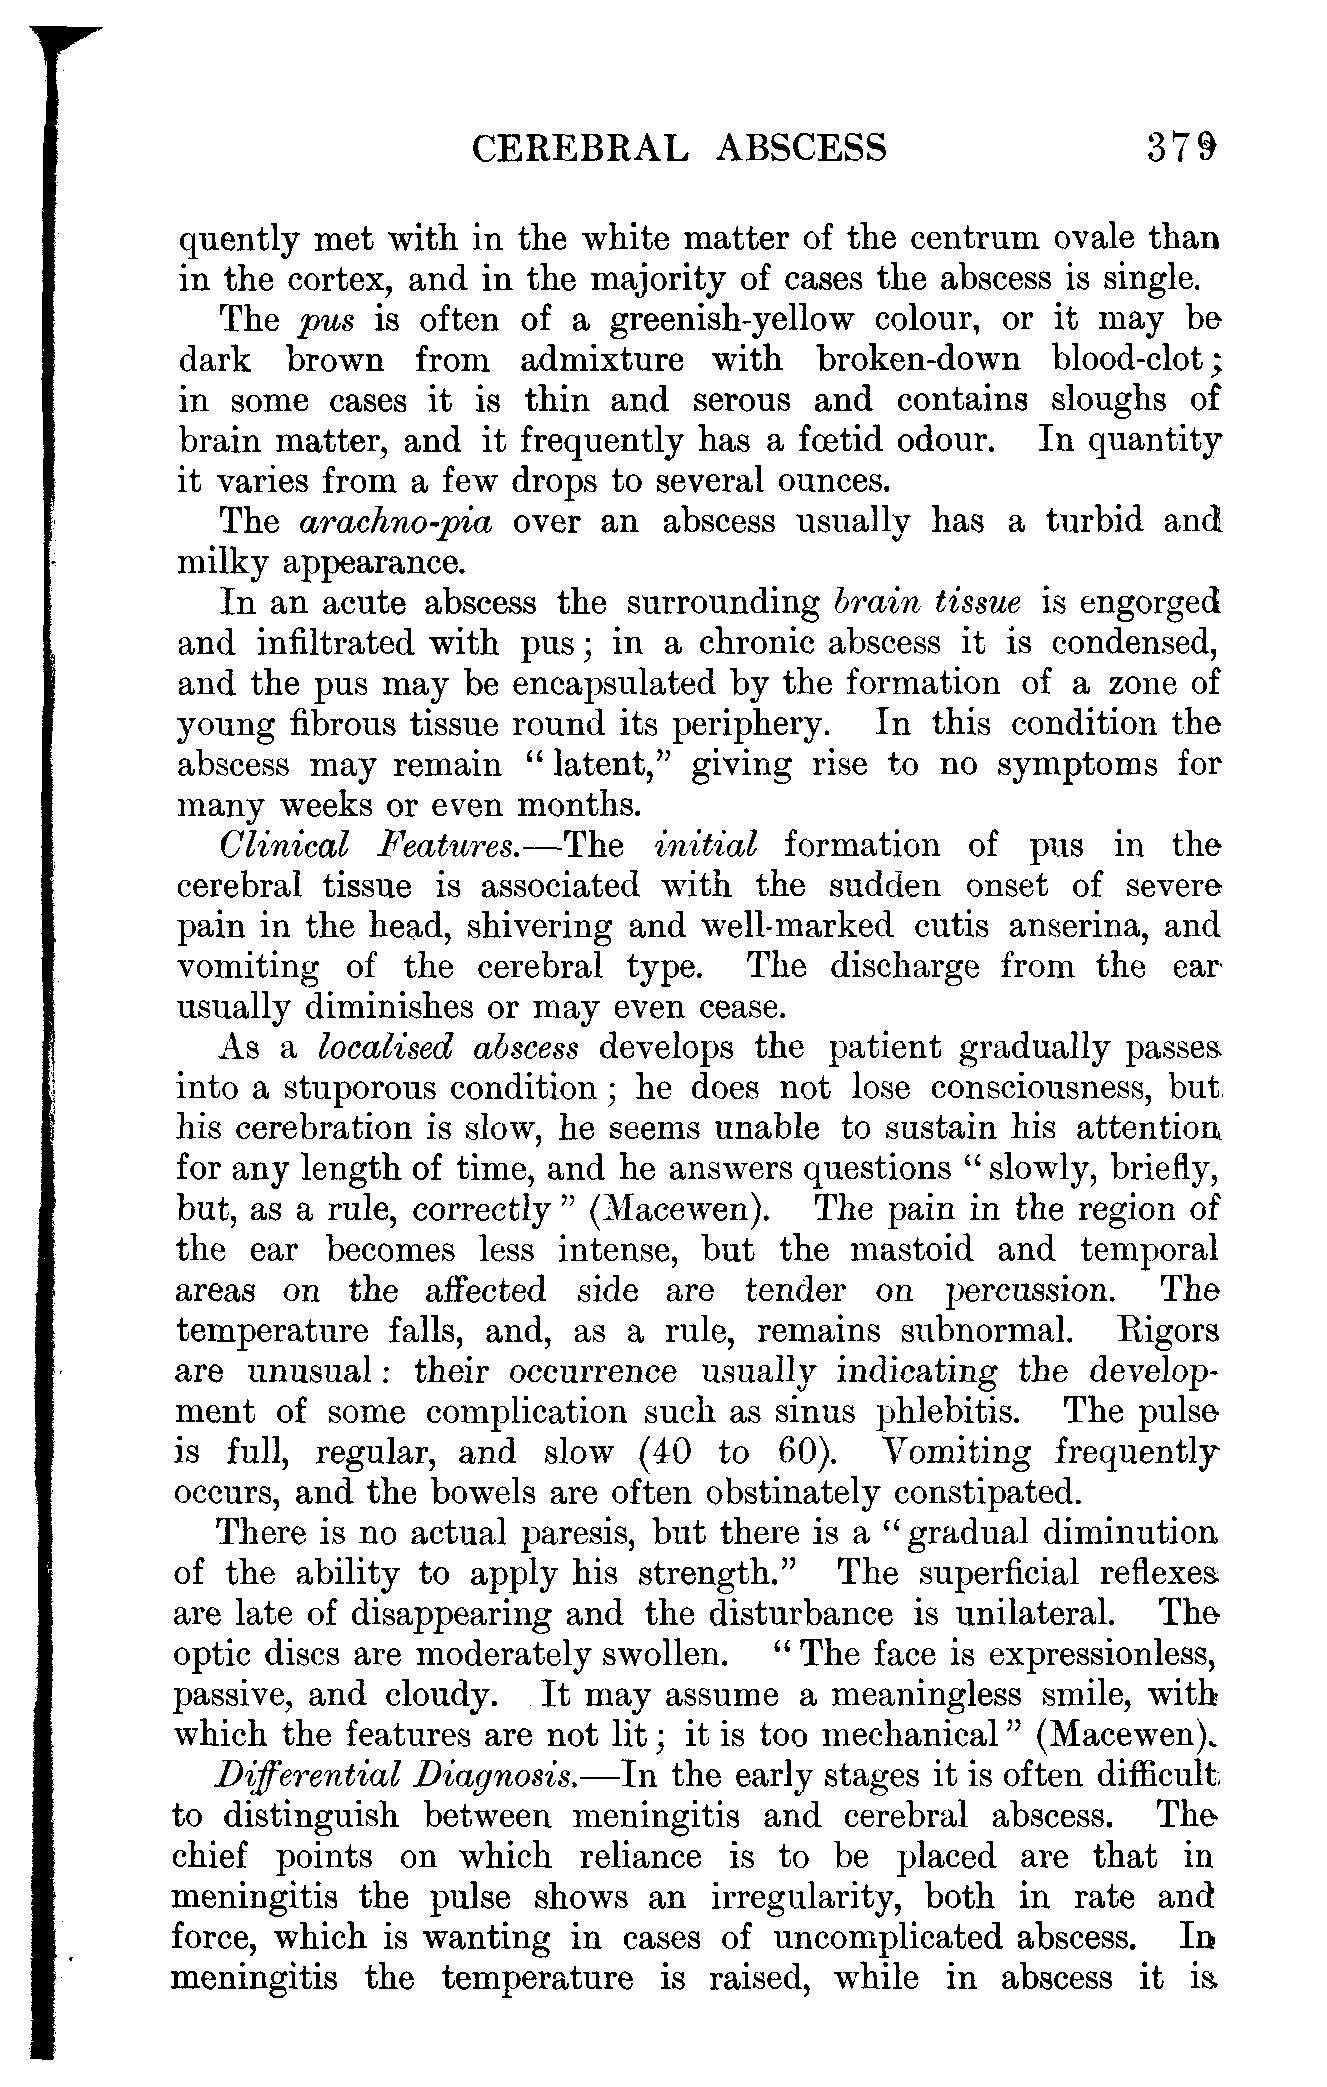 CEREBRAL ABSCESS 379
quently met with in the white matter of the centrum ovale than
in the cortex, and in the majority of cases the abscess is single.
The pus is often of a greenish-yellow colour, or it may be
dark brown from admixture with broken-down blood-clot;
in some cases it is thin and serous and contains sloughs of
brain matter, and it frequently has a fœtid odour. In quantity
it varies from a few drops to several ounces.
The arachno-pia over an abscess usually has a turbid and
milky appearance.
In an acute abscess the surrounding brain tissue is engorged
and infiltrated with pus; in a chronic abscess it is condensed,
and the pus may be encapsulated by the formation of a zone of
young fibrous tissue round its periphery. In this condition the
abscess may remain "latent," giving rise to no symptoms for
many weeks or even months.
Clinical Features.—The initial formation of pus in the
cerebral tissue is associated with the sudden onset of severe
pain in the head, shivering and well-marked cutis anserina, and
vomiting of the cerebral type. The discharge from the ear
usually diminishes or may even cease.
As a localised abscess develops the patient gradually passes
into a stuporous condition; he does not lose consciousness, but
his cerebration is slow, he seems unable to sustain his attention
for any length of time, and he answers questions "slowly, briefly,
but, as a rule, correctly" (Macewen). The pain in the region of
the ear becomes less intense, but the mastoid and temporal
areas on the affected side are tender on percussion. The
temperature falls, and, as a rule, remains subnormal. Rigors
are unusual: their occurrence usually indicating the develop-
ment of some complication such as sinus phlebitis. The pulse
is full, regular, and slow (40 to 60). Vomiting frequently
occurs, and the bowels are often obstinately constipated.
There is no actual paresis, but there is a "gradual diminution
of the ability to apply his strength." The superficial reflexes
are late of disappearing and the disturbance is unilateral. The
optic discs are moderately swollen. "The face is expressionless,
passive, and cloudy. It may assume a meaningless smile, with
which the features are not lit; it is too mechanical" (Macewen).
Differential Diagnosis.—In the early stages it is often difficult
to distinguish between meningitis and cerebral abscess. The
chief points on which reliance is to be placed are that in
meningitis the pulse shows an irregularity, both in rate and
force, which is wanting in cases of uncomplicated abscess. In
meningitis the temperature is raised, while in abscess it is